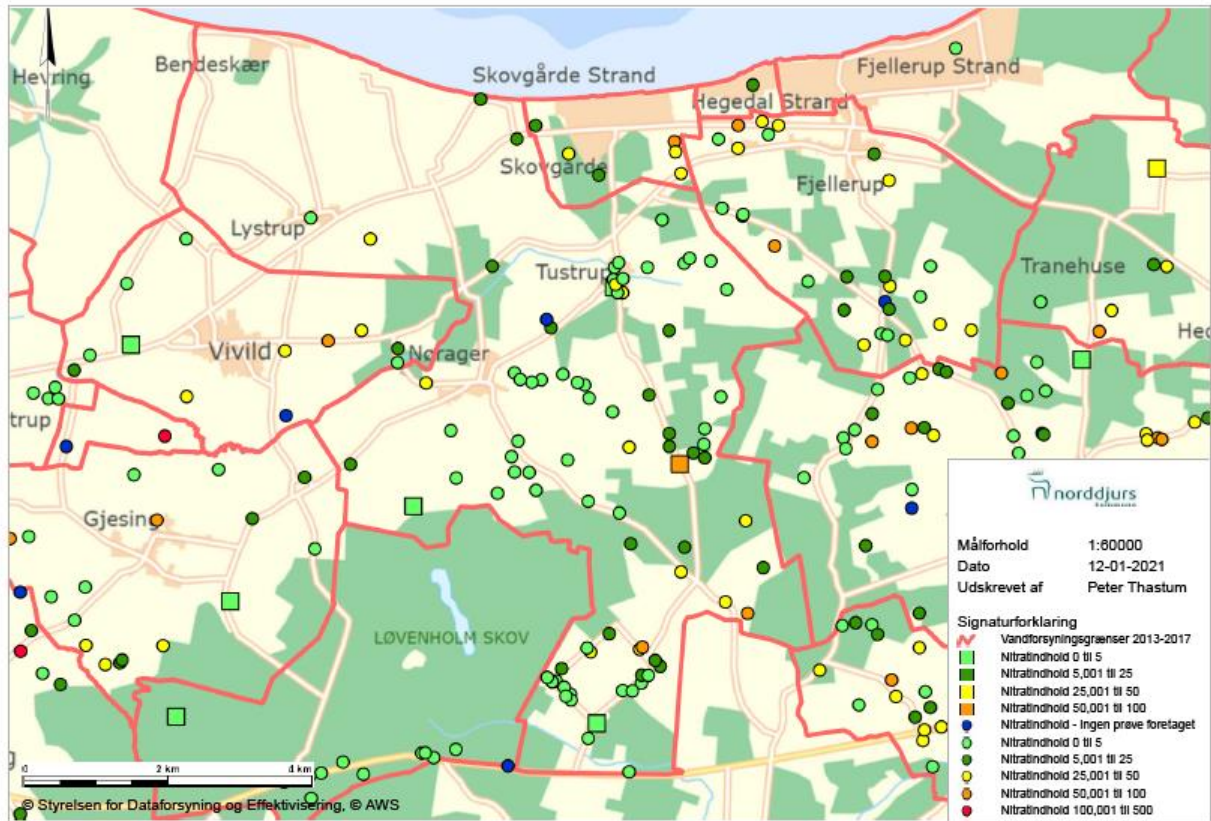 Hevring
Bendeskær
Skovgårde Strand
Fjellerup Strand
Hegedal Strand
Skovgårde
Fjellerup
Lystrup
Tustrup
Tranehuse
Vivild
Nørager
trup
Gjesing
LØVENHOLM SKOV
norddjurs
kommune
Målforhold 1:60000
Dato 12-01-2021
Udskrevet af Peter Thastum
Signaturforklaring
Vandforsyningsgrænser 2013-2017
Nitratindhold 0 til 5
Nitratindhold 5,001 til 25
Nitratindhold 25,001 til 50
Nitratindhold 50,001 til 100
Nitratindhold - Ingen prøve foretaget
Nitratindhold 0 til 5
Nitratindhold 5,001 til 25
Nitratindhold 25,001 til 50
Nitratindhold 50,001 til 100
Nitratindhold 100,001 til 500
0 2 km 4 km
© Styrelsen for Dataforsyning og Effektivisering, © AWS